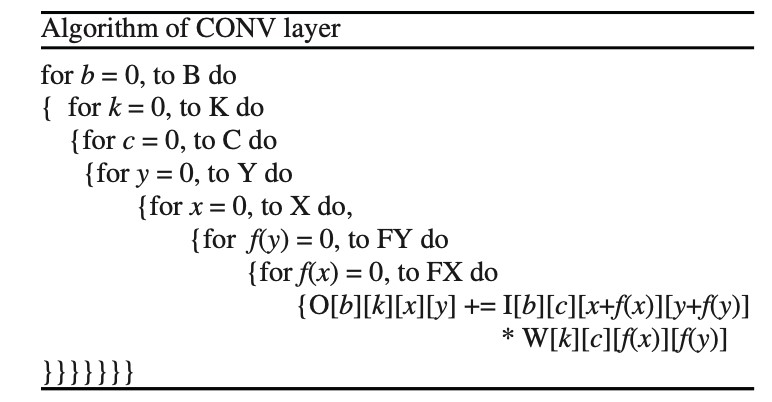 Algorithm of CONV layer
for b = 0, to B do
{ for k = 0, to K do
{for c = 0, to C do
{for y = 0, to Y do
{for x = 0, to X do,
{for f(y) = 0, to FY do
{for f(x) = 0, to FX do
{O[b][k][x][y] += I[b][c][x+f(x)][y+f(y)]
* W[k][c][f(x)][f(y)]
}}}}}}}